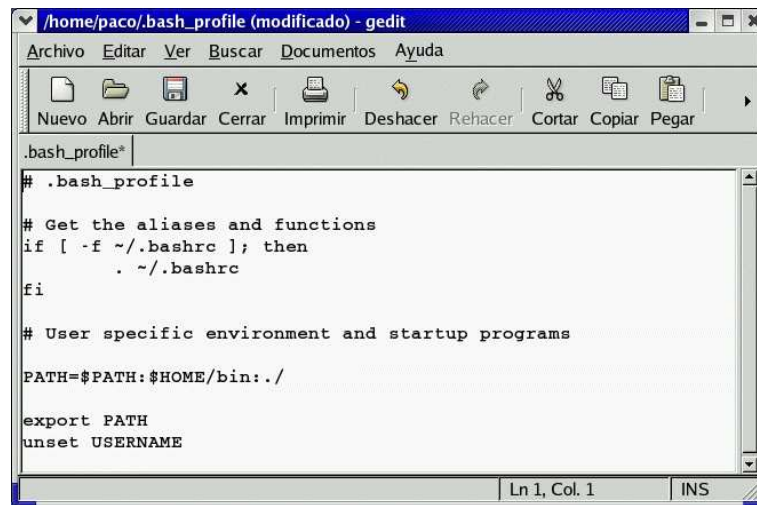 /home/paco/.bash_profile (modificado) - gedit
Archivo Editar Ver Buscar Documentos Ayuda
Nuevo Abrir Guardar Cerrar Imprimir Deshacer Rehacer Cortar Copiar Pegar
.bash_profile*
# .bash_profile
# Get the aliases and functions
if [ -f ~/.bashrc ]; then
. ~/.bashrc
fi
# User specific environment and startup programs
PATH=$PATH:$HOME/bin:./
export PATH
unset USERNAME
Ln 1, Col. 1 INS